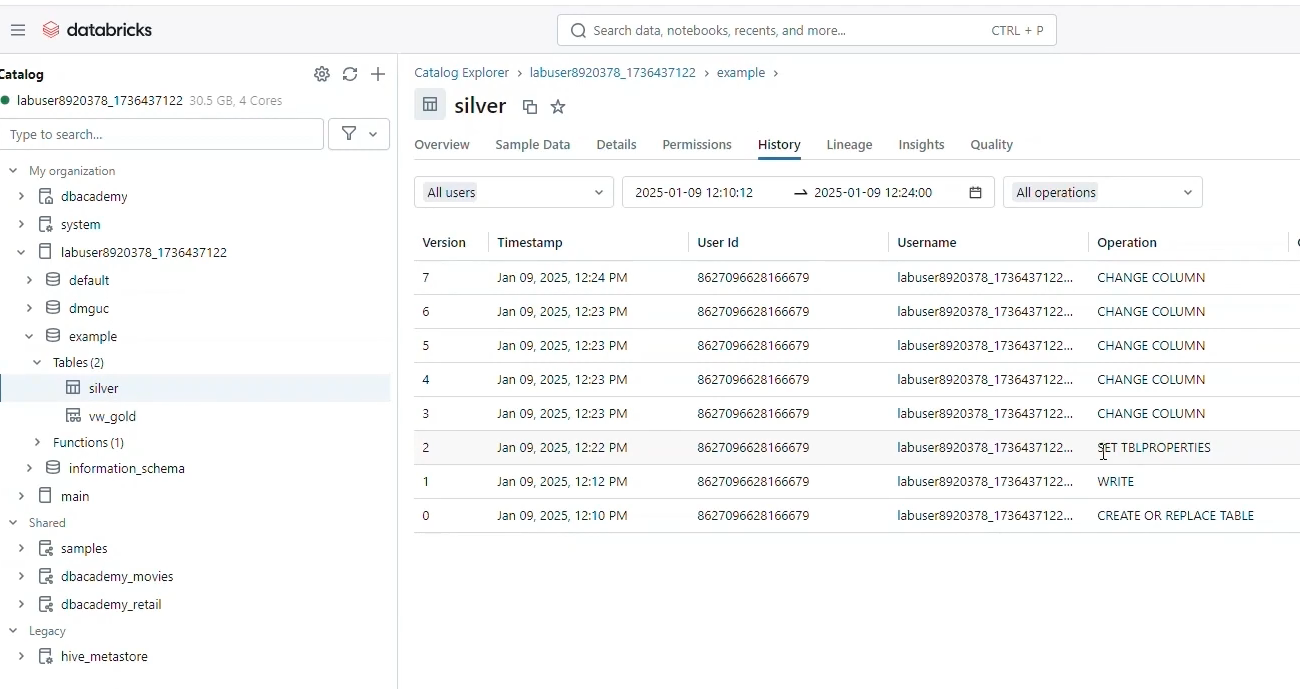 databricks
Search data, notebooks, recents, and more... CTRL + P
Catalog
labuser8920378_1736437122 30.5 GB, 4 Cores
Type to search...
My organization
dbacademy
system
labuser8920378_1736437122
default
dmguc
example
Tables (2)
silver
vw_gold
Functions (1)
information_schema
main
Shared
samples
dbacademy_movies
dbacademy_retail
Legacy
hive_metastore
Catalog Explorer > labuser8920378_1736437122 > example >
silver
Overview Sample Data Details Permissions History Lineage Insights Quality
All users 2025-01-09 12:10:12 → 2025-01-09 12:24:00 All operations
Version Timestamp User Id Username Operation
7 Jan 09, 2025, 12:24 PM 8627096628166679 labuser8920378_1736437122... CHANGE COLUMN
6 Jan 09, 2025, 12:23 PM 8627096628166679 labuser8920378_1736437122... CHANGE COLUMN
5 Jan 09, 2025, 12:23 PM 8627096628166679 labuser8920378_1736437122... CHANGE COLUMN
4 Jan 09, 2025, 12:23 PM 8627096628166679 labuser8920378_1736437122... CHANGE COLUMN
3 Jan 09, 2025, 12:23 PM 8627096628166679 labuser8920378_1736437122... CHANGE COLUMN
2 Jan 09, 2025, 12:22 PM 8627096628166679 labuser8920378_1736437122... SET TBLPROPERTIES
1 Jan 09, 2025, 12:12 PM 8627096628166679 labuser8920378_1736437122... WRITE
0 Jan 09, 2025, 12:10 PM 8627096628166679 labuser8920378_1736437122... CREATE OR REPLACE TABLE